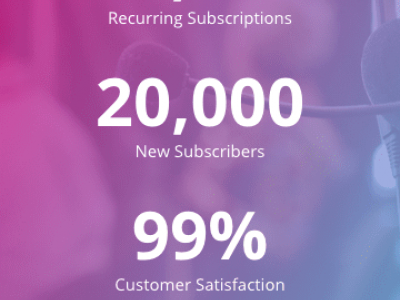 Recurring Subscriptions
20,000
New Subscribers
99%
Customer Satisfaction